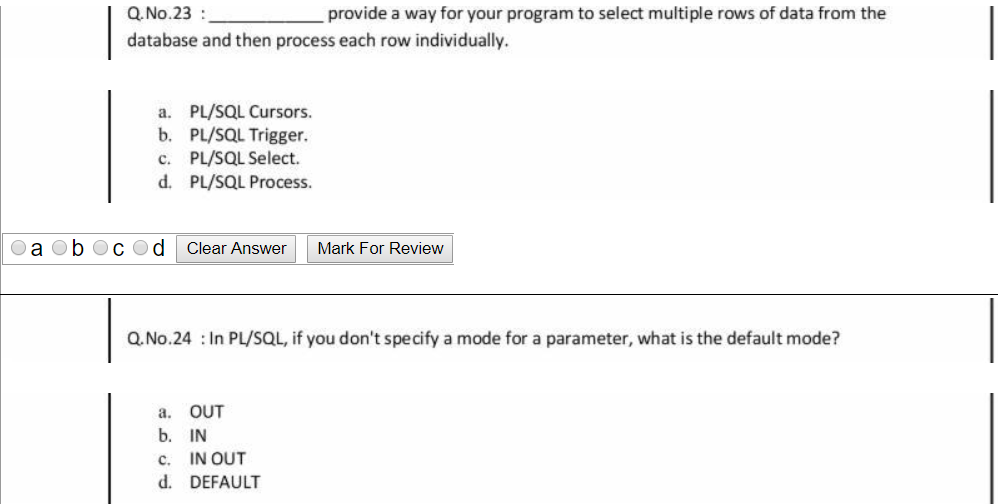 Q.No.23 : ____________ provide a way for your program to select multiple rows of data from the
database and then process each row individually.
a. PL/SQL Cursors.
b. PL/SQL Trigger.
c. PL/SQL Select.
d. PL/SQL Process.
a b c d Clear Answer Mark For Review
Q.No.24 : In PL/SQL, if you don't specify a mode for a parameter, what is the default mode?
a. OUT
b. IN
c. IN OUT
d. DEFAULT